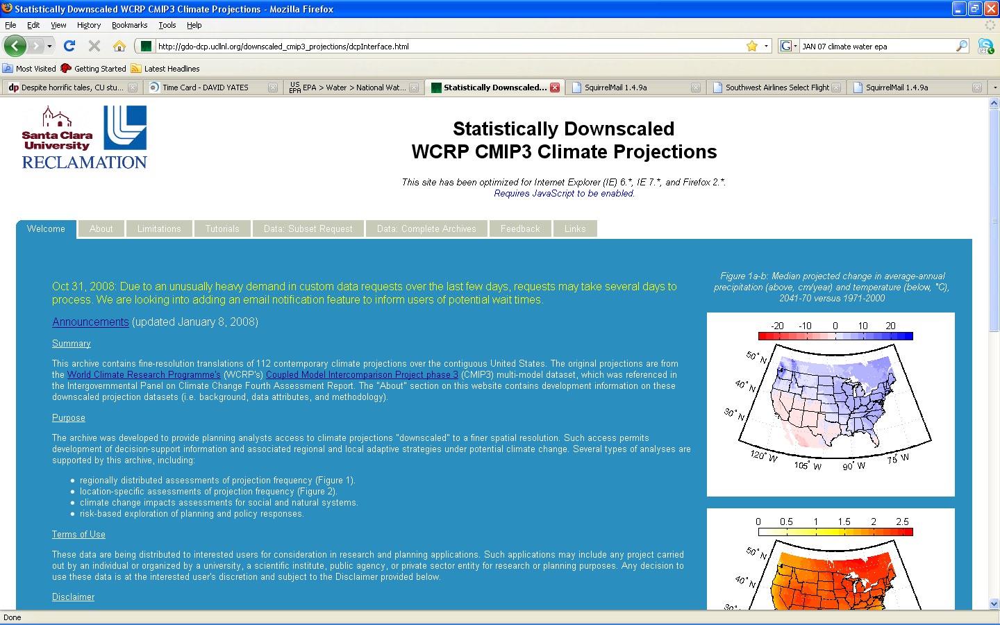 Statistically Downscaled WCRP CMIP3 Climate Projections - Mozilla Firefox
File Edit View History Bookmarks Tools Help
http://gdo-dcp.ucllnl.org/downscaled_cmip3_projections/dcpInterface.html
G JAN 07 climate water epa
Most Visited Getting Started Latest Headlines
dp Despite horrific tales, CU stu...
Time Card - DAVID YATES
US EPA EPA > Water > National Wat...
Statistically Downscaled...
SquirrelMail 1.4.9a
Southwest Airlines Select Flight
SquirrelMail 1.4.9a
Santa Clara
University
RECLAMATION
Statistically Downscaled
WCRP CMIP3 Climate Projections
This site has been optimized for Internet Explorer (IE) 6.*, IE 7.*, and Firefox 2.*.
Requires JavaScript to be enabled.
Welcome About Limitations Tutorials Data: Subset Request Data: Complete Archives Feedback Links
Oct 31, 2008: Due to an unusually heavy demand in custom data requests over the last few days, requests may take several days to
process. We are looking into adding an email notification feature to inform users of potential wait times.
Announcements (updated January 8, 2008)
Summary
This archive contains fine-resolution translations of 112 contemporary climate projections over the contiguous United States. The original projections are from
the World Climate Research Programme's (WCRP's) Coupled Model Intercomparison Project phase 3 (CMIP3) multi-model dataset, which was referenced in
the Intergovernmental Panel on Climate Change Fourth Assessment Report. The "About" section on this website contains development information on these
downscaled projection datasets (i.e. background, data attributes, and methodology).
Purpose
The archive was developed to provide planning analysts access to climate projections "downscaled" to a finer spatial resolution. Such access permits
development of decision-support information and associated regional and local adaptive strategies under potential climate change. Several types of analyses are
supported by this archive, including:
regionally distributed assessments of projection frequency (Figure 1).
location-specific assessments of projection frequency (Figure 2).
climate change impacts assessments for social and natural systems.
risk-based exploration of planning and policy responses.
Terms of Use
These data are being distributed to interested users for consideration in research and planning applications. Such applications may include any project carried
out by an individual or organized by a university, a scientific institute, public agency, or private sector entity for research or planning purposes. Any decision to
use these data is at the interested user's discretion and subject to the Disclaimer provided below.
Disclaimer
Figure 1a-b: Median projected change in average-annual
precipitation (above, cm/year) and temperature (below, °C),
2041-70 versus 1971-2000
-20 -10 0 10 20
50° N
40° N
30° N
120° W 105° W 90° W 75° W
0 0.5 1 1.5 2 2.5
50° N
40° N
30° N
Done